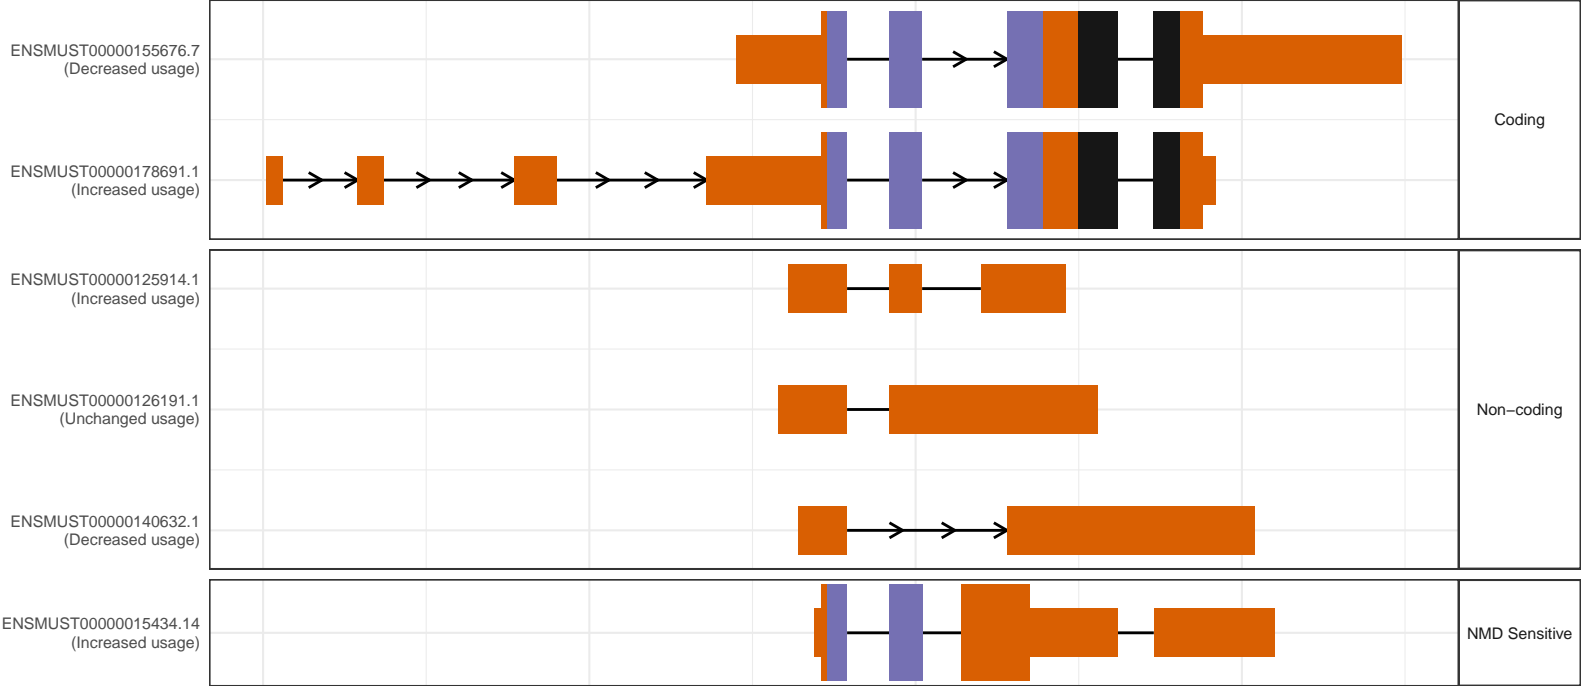 ENSMUST00000155676.7
(Decreased usage)
ENSMUST00000178691.1
(Increased usage)
Coding
ENSMUST00000125914.1
(Increased usage)
ENSMUST00000126191.1
(Unchanged usage)
ENSMUST00000140632.1
(Decreased usage)
Non−coding
ENSMUST00000015434.14
(Increased usage)
NMD Sensitive